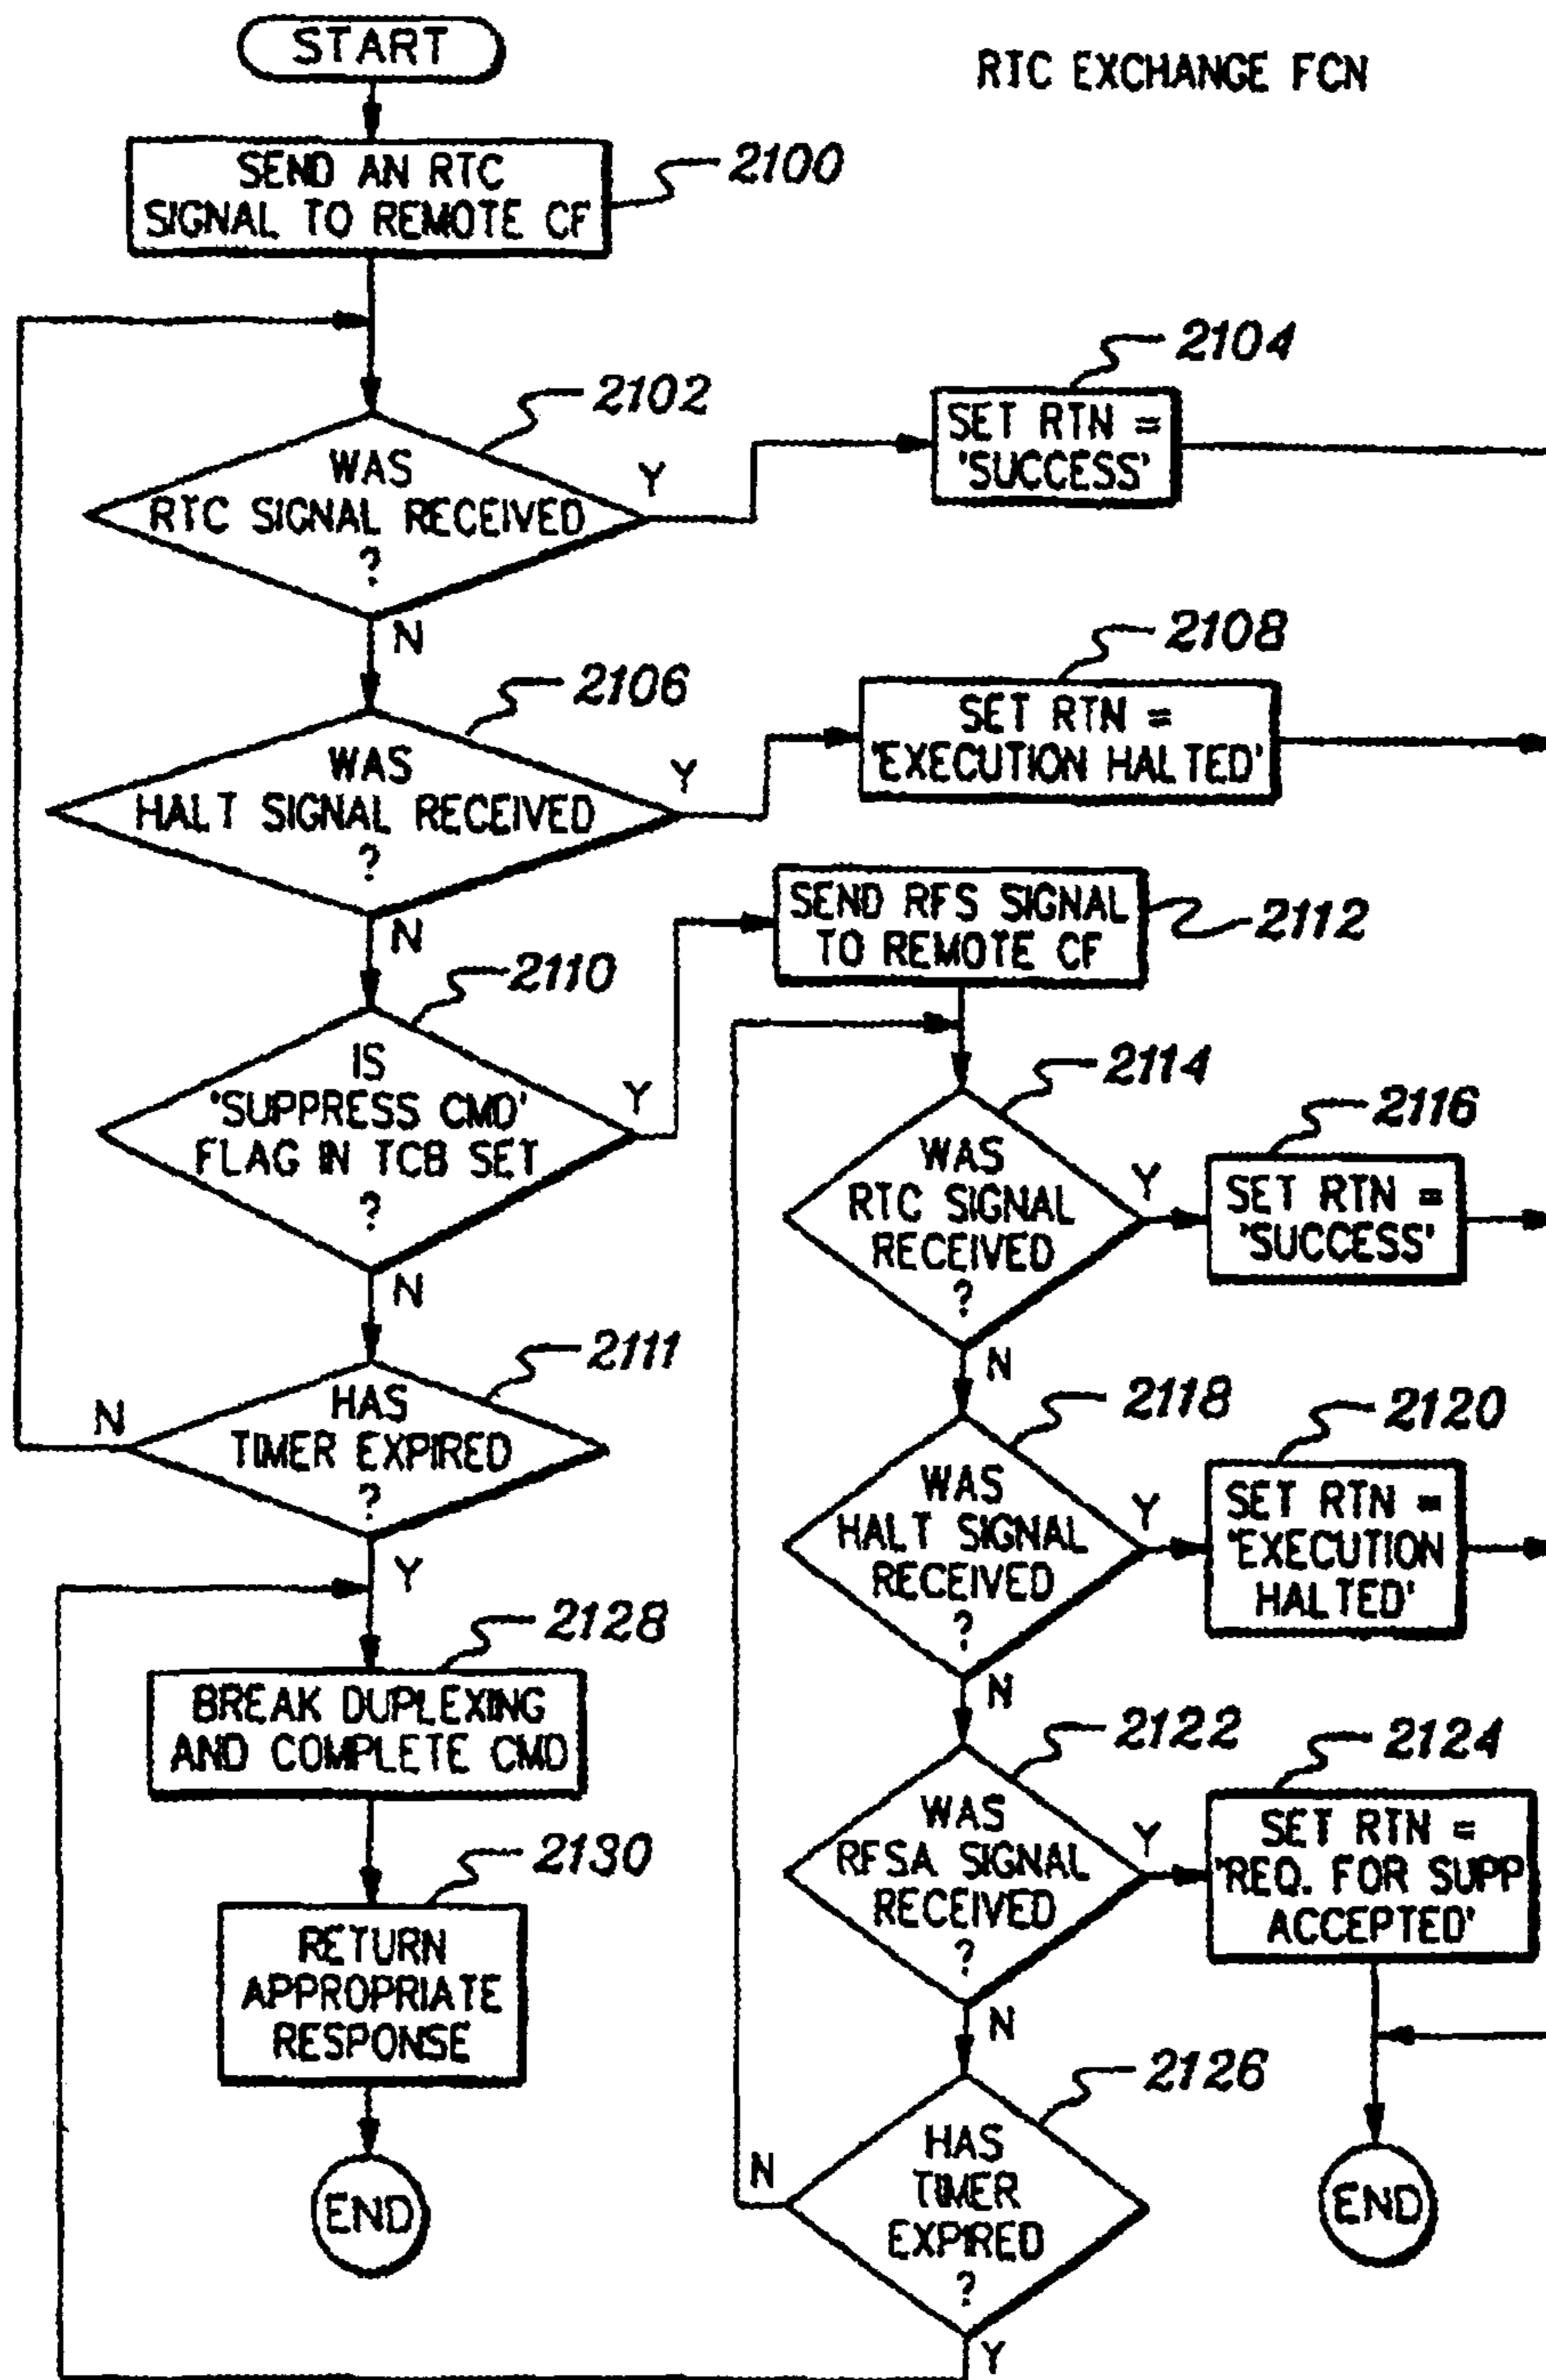 START
RTC EXCHANGE FCN
SEND AN RTC
SIGNAL TO REMOTE CF
2100
2102
WAS
RTC SIGNAL RECEIVED
?
Y
N
2104
SET RTN =
'SUCCESS'
2106
WAS
HALT SIGNAL RECEIVED
?
Y
N
2108
SET RTN =
'EXECUTION HALTED'
2110
IS
'SUPPRESS CMD'
FLAG IN TCB SET
?
Y
N
SEND RFS SIGNAL
TO REMOTE CF
2112
2111
HAS
TIMER EXPIRED
?
N
Y
2114
WAS
RTC SIGNAL
RECEIVED
?
Y
N
2116
SET RTN =
'SUCCESS'
2118
WAS
HALT SIGNAL
RECEIVED
?
Y
N
2120
SET RTN =
'EXECUTION
HALTED'
2128
BREAK DUPLEXING
AND COMPLETE CMD
2122
WAS
RFSA SIGNAL
RECEIVED
?
Y
N
2124
SET RTN =
'REQ. FOR SUPP
ACCEPTED'
2130
RETURN
APPROPRIATE
RESPONSE
END
2126
HAS
TIMER
EXPIRED
?
N
Y
END